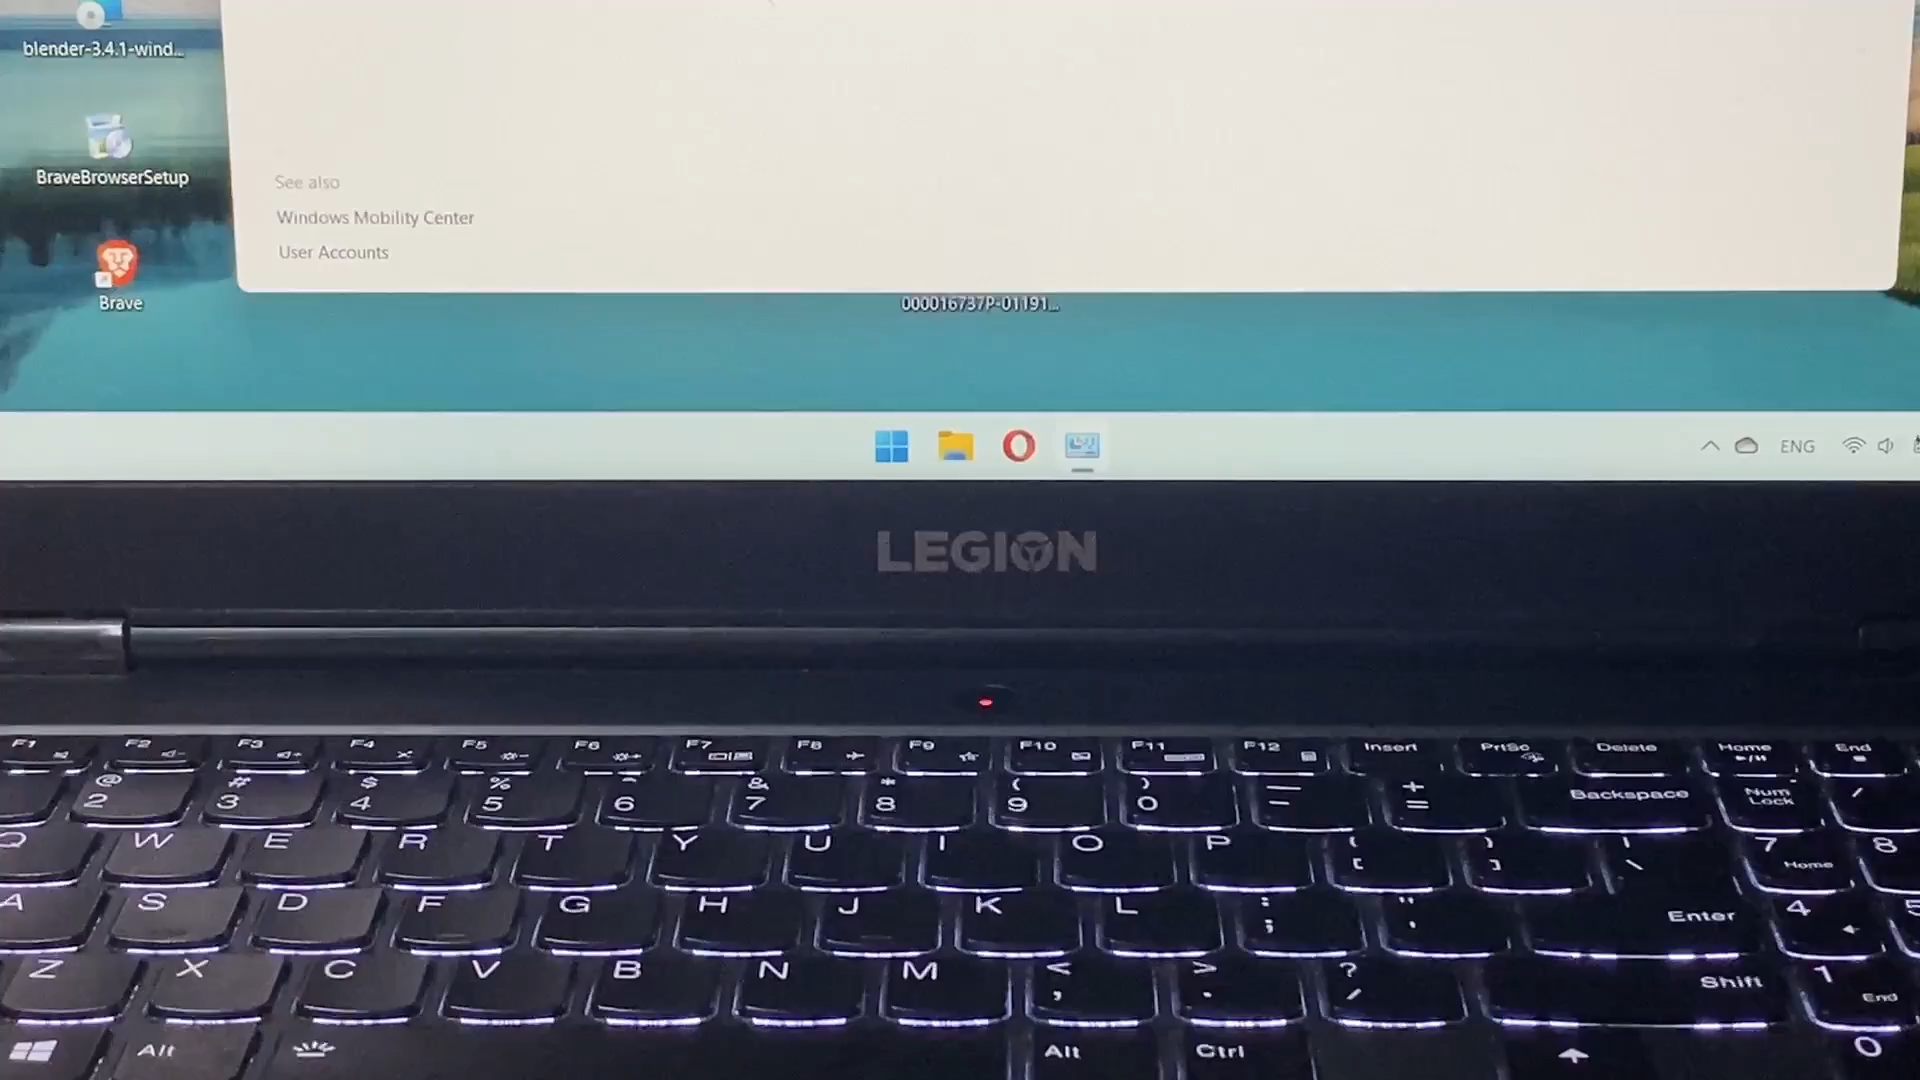 blender-3.4.1-wind...
BraveBrowserSetup
Brave
See also
Windows Mobility Center
User Accounts
000016737P-01191...
ENG
LEGION
F1 F2 F3 F4 F5 F6 F7 F8 F9 F10 F11 F12 Insert PrtSc Delete Home End
@ 2 # 3 $ 4 % 5 ^ 6 & 7 * 8 ( 9 ) 0 _ - + = Backspace Num Lock /
Q W E R T Y U I O P { [ } ] | \ 7 Home 8
A S D F G H J K L : ; " ' Enter 4 5
Z X C V B N M < , > . ? / Shift 1 End
Alt Alt Ctrl 0